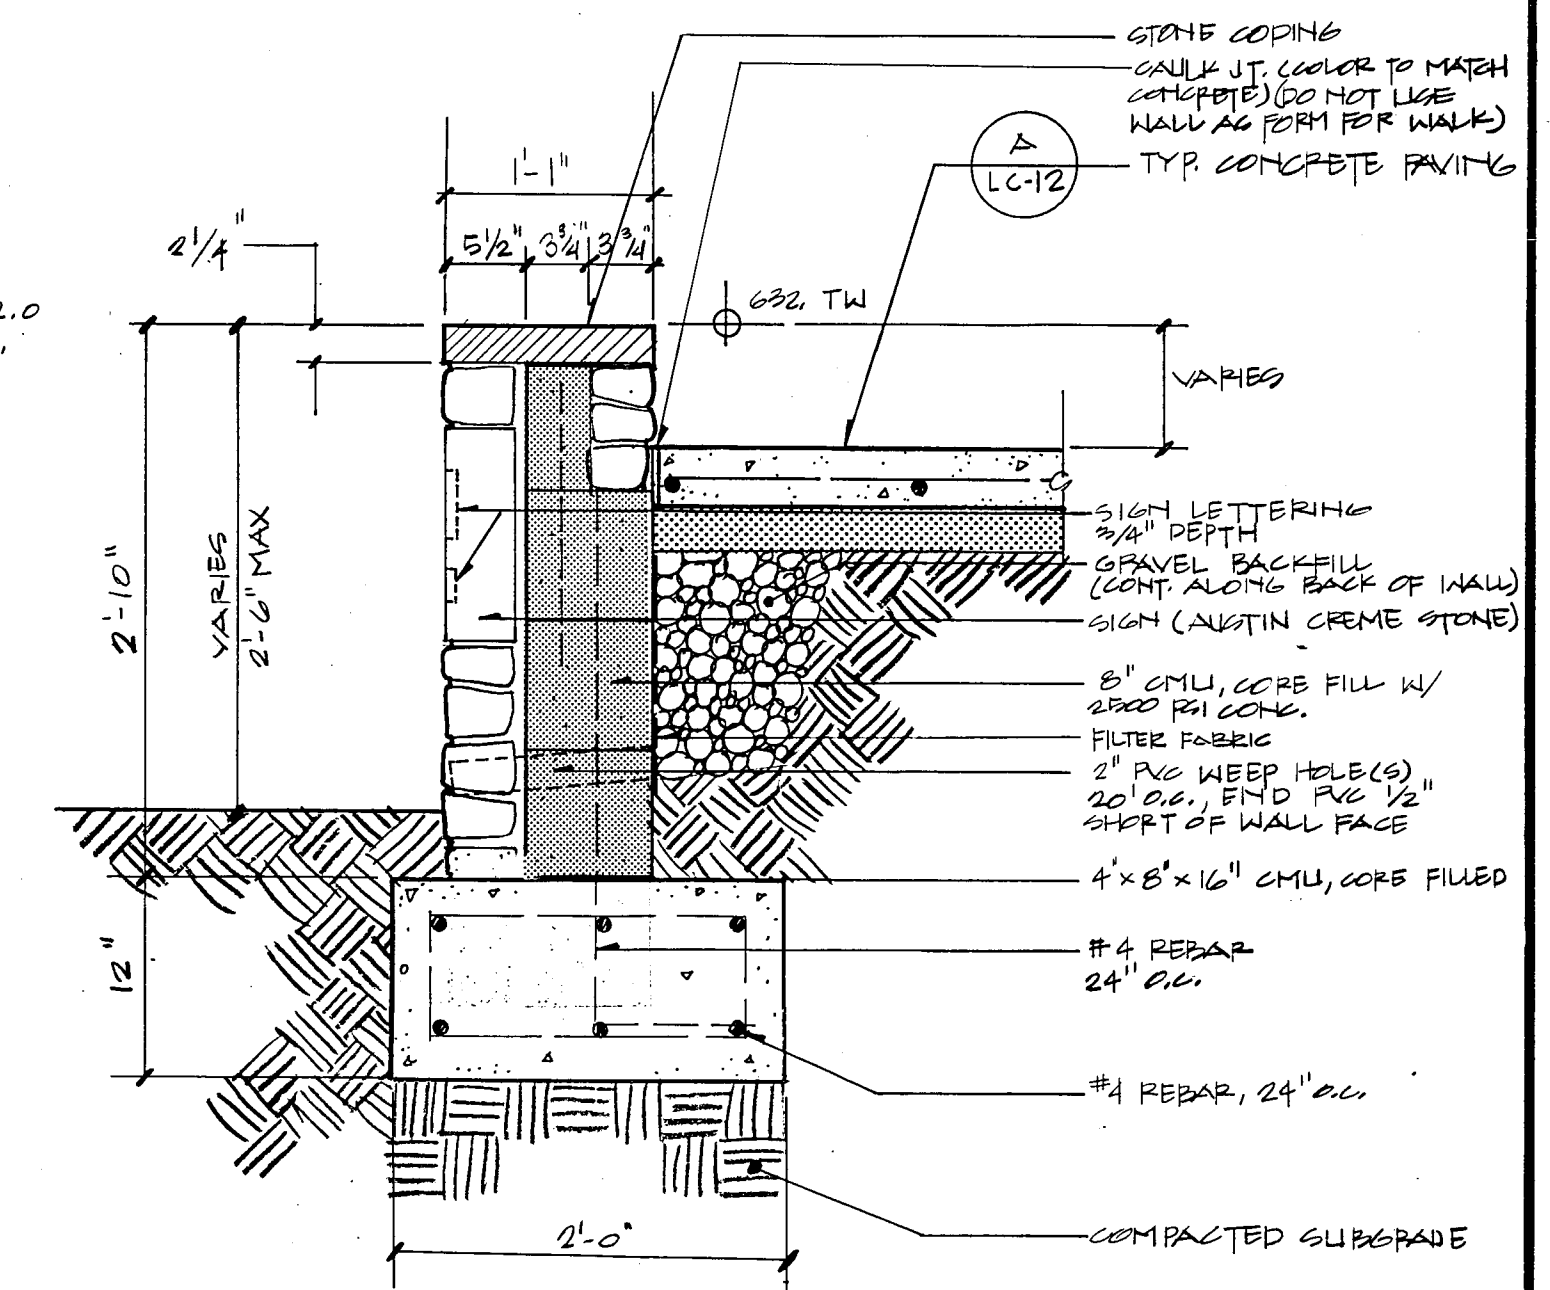 STONE COPING
CAULK JT. (COLOR TO MATCH
CONCRETE) (DO NOT USE
WALL AS FORM FOR WALK)
A
LC-12
TYP. CONCRETE PAVING
1'-1"
2 1/4"
5 1/2" 3 3/4" 3 3/4"
632. TW
2.0
VARIES
2'-10"
VARIES
2'-6" MAX
SIGN LETTERING
3/4" DEPTH
GRAVEL BACKFILL
(CONT. ALONG BACK OF WALL)
SIGN (AUSTIN CREME STONE)
8" CMU, CORE FILL W/
2500 PSI CONC.
FILTER FABRIC
2" PVC WEEP HOLE(S)
20' O.C., END PVC 1/2"
SHORT OF WALL FACE
4" x 8" x 16" CMU, CORE FILLED
12"
#4 REBAR
24" O.C.
#4 REBAR, 24" O.C.
2'-0"
COMPACTED SUBGRADE